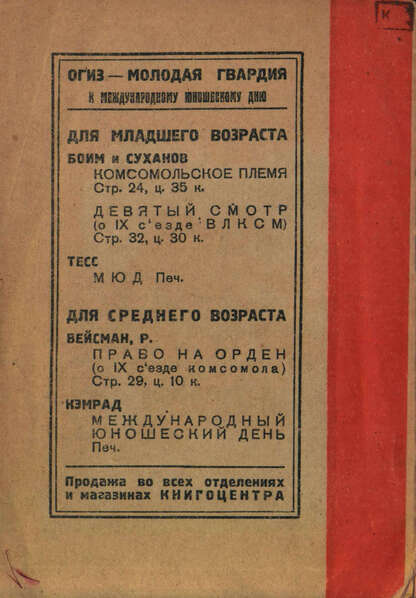 К
ОГИЗ — МОЛОДАЯ ГВАРДИЯ
К МЕЖДУНАРОДНОМУ ЮНОШЕСКОМУ ДНЮ
ДЛЯ МЛАДШЕГО ВОЗРАСТА
БОИМ и СУХАНОВ
КОМСОМОЛЬСКОЕ ПЛЕМЯ
Стр. 24, ц. 35 к.
ДЕВЯТЫЙ СМОТР
(о IX с'езде ВЛКСМ)
Стр. 32, ц. 30 к.
ТЕСС
МЮД Печ.
ДЛЯ СРЕДНЕГО ВОЗРАСТА
ВЕЙСМАН, Р.
ПРАВО НА ОРДЕН
(о IX с'езде комсомола)
Стр. 29, ц. 10 к.
КЭМРАД
МЕЖДУНАРОДНЫЙ
ЮНОШЕСКИЙ ДЕНЬ
Печ.
Продажа во всех отделениях
и магазинах КНИГОЦЕНТРА